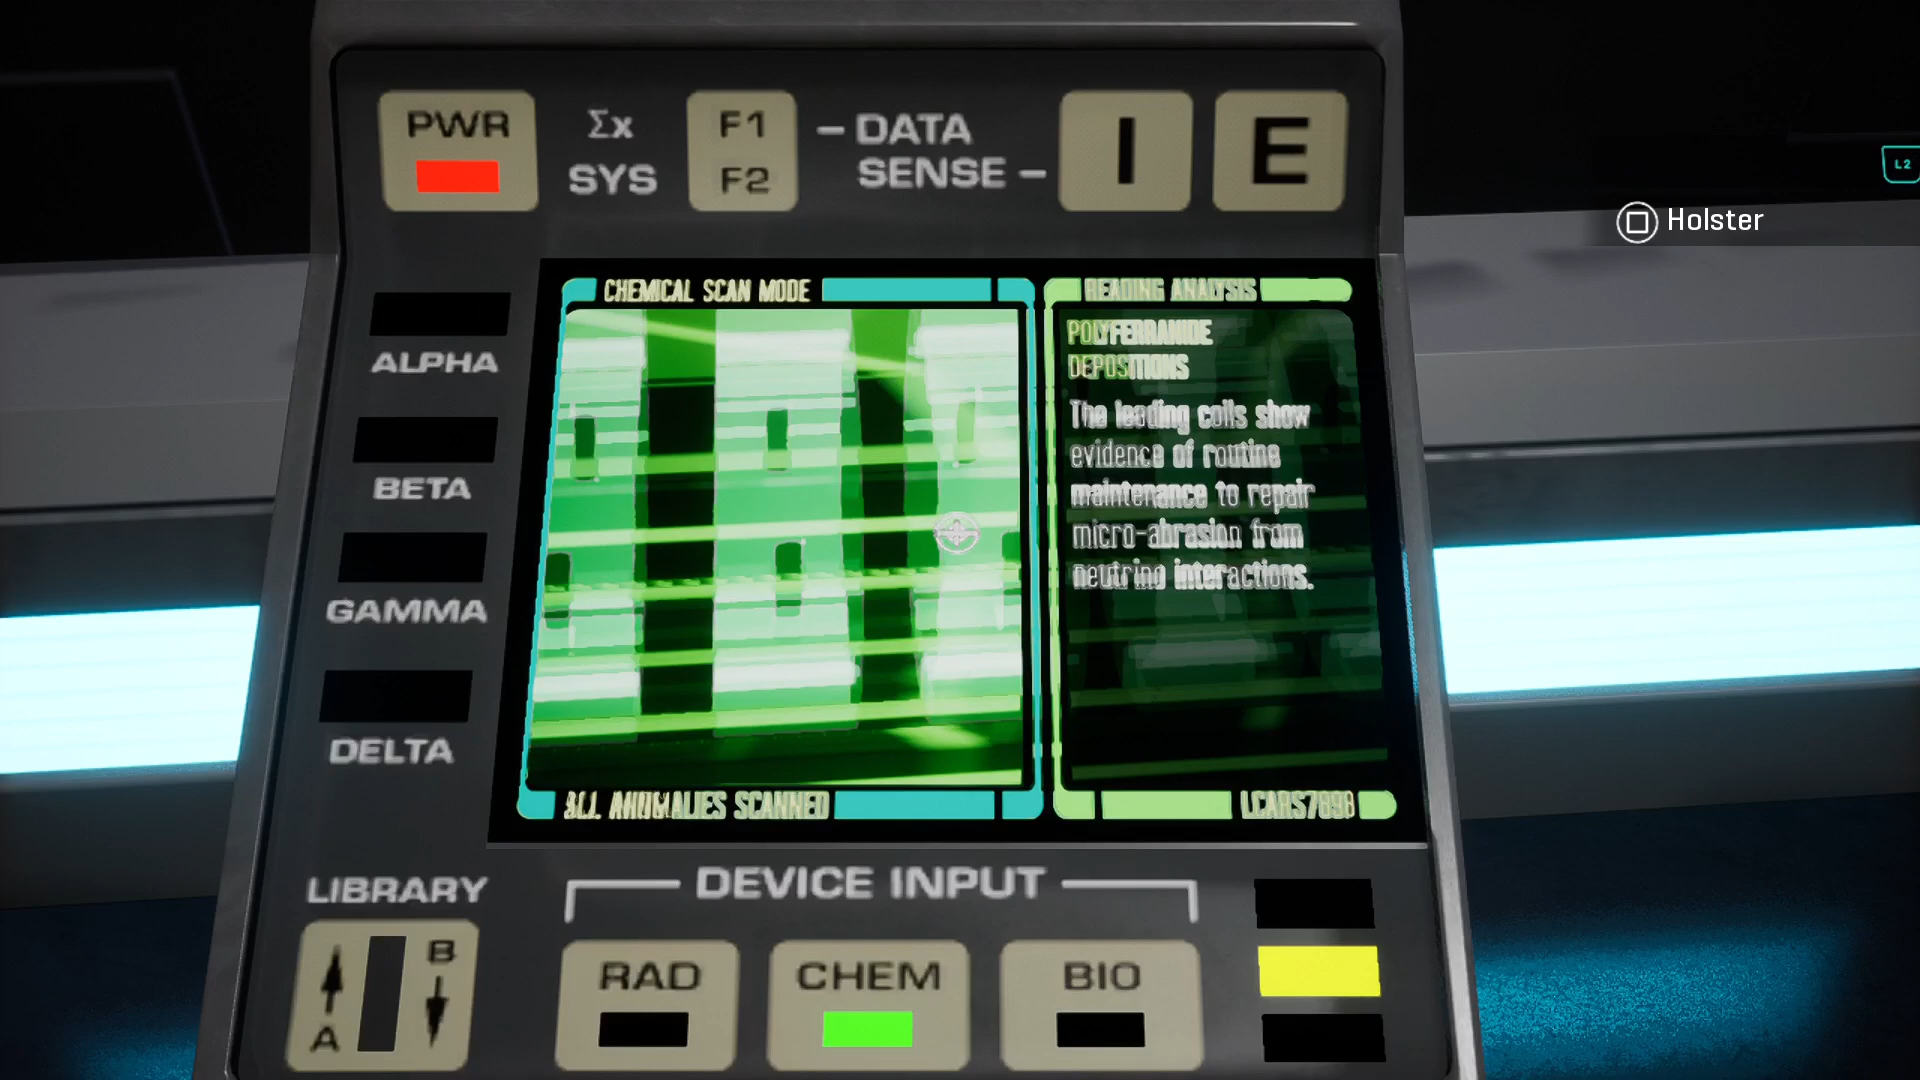 PWR
Σx
SYS
F1
F2
– DATA
SENSE –
I
E
L2
Holster
ALPHA
BETA
GAMMA
DELTA
CHEMICAL SCAN MODE
ALL ANOMALIES SCANNED
READING ANALYSIS
POLYFERRANIDE
DEPOSITIONS
The leading coils show
evidence of routine
maintenance to repair
micro-abrasion from
neutrino interactions.
LCARS7898
LIBRARY
A
B
DEVICE INPUT
RAD
CHEM
BIO